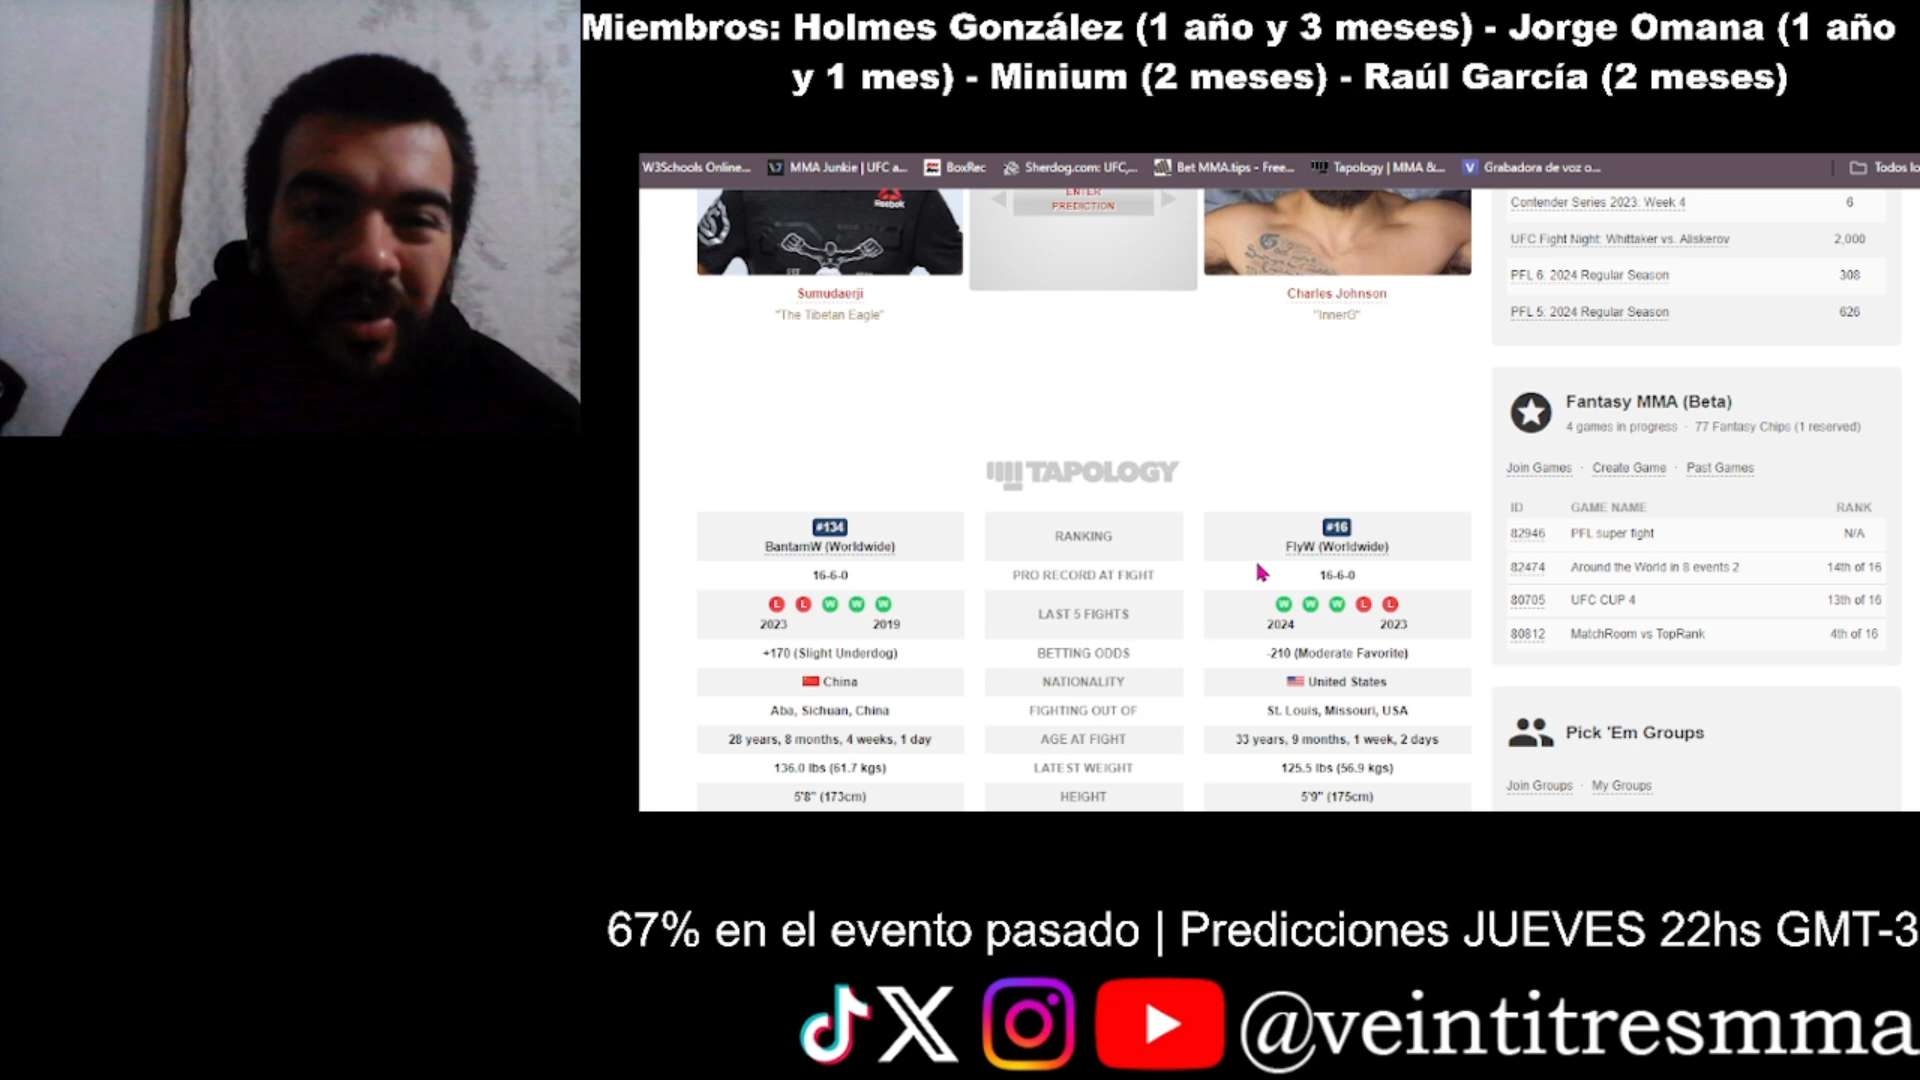 Miembros: Holmes González (1 año y 3 meses) - Jorge Omana (1 año
y 1 mes) - Minium (2 meses) - Raúl García (2 meses)
W3Schools Online... MMA Junkie | UFC a... BoxRec Sherdog.com: UFC,... Bet MMA.tips - Free... Tapology | MMA &... Grabadora de voz o... Todos lo
Reebok
ENTER
PREDICTION
Sumudaerji
"The Tibetan Eagle"
Charles Johnson
"InnerG"
TAPOLOGY
#134
BantamW (Worldwide)
RANKING
#16
FlyW (Worldwide)
16-6-0 PRO RECORD AT FIGHT 16-6-0
L L W W W
2023 2019
LAST 5 FIGHTS
W W W L L
2024 2023
+170 (Slight Underdog) BETTING ODDS -210 (Moderate Favorite)
China NATIONALITY United States
Aba, Sichuan, China FIGHTING OUT OF St. Louis, Missouri, USA
28 years, 8 months, 4 weeks, 1 day AGE AT FIGHT 33 years, 9 months, 1 week, 2 days
136.0 lbs (61.7 kgs) LATEST WEIGHT 125.5 lbs (56.9 kgs)
5'8" (173cm) HEIGHT 5'9" (175cm)
Contender Series 2023: Week 4 6
UFC Fight Night: Whittaker vs. Aliskerov 2,000
PFL 6: 2024 Regular Season 308
PFL 5: 2024 Regular Season 626
Fantasy MMA (Beta)
4 games in progress · 77 Fantasy Chips (1 reserved)
Join Games · Create Game · Past Games
ID GAME NAME RANK
82946 PFL super fight N/A
82474 Around the World in 8 events 2 14th of 16
80705 UFC CUP 4 13th of 16
80812 MatchRoom vs TopRank 4th of 16
Pick 'Em Groups
Join Groups · My Groups
67% en el evento pasado | Predicciones JUEVES 22hs GMT-3
@veintitresmma